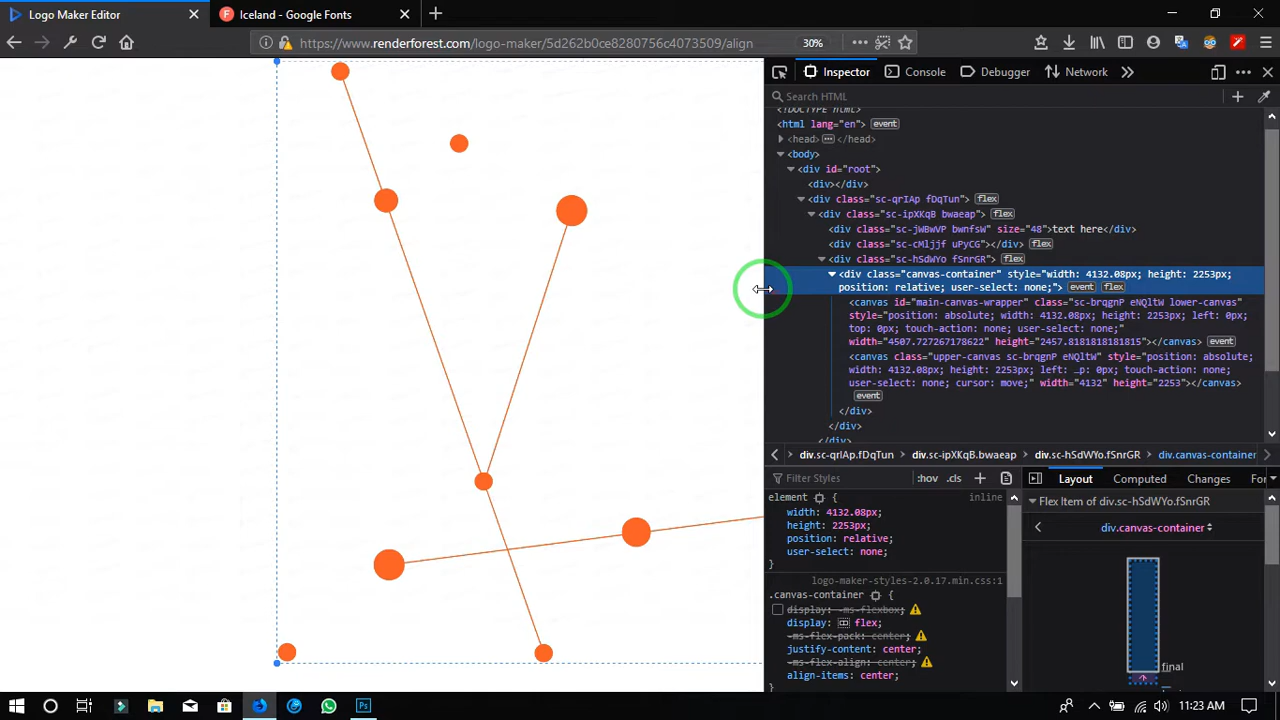 Logo Maker Editor
Iceland - Google Fonts
https://www.renderforest.com/logo-maker/5d262b0ce8280756c4073509/align
30%
Inspector
Console
Debugger
Network
Search HTML
<!DOCTYPE html>
<html lang="en"> event
<head> </head>
<body>
<div id="root">
<div></div>
<div class="sc-qrIAp fDqTun"> flex
<div class="sc-ipXKqB bwaeap"> flex
<div class="sc-jWBwVP bwnfsW" size="48">text here</div>
<div class="sc-cMljjf uPyCG"></div> flex
<div class="sc-hSdWYo fSnrGR"> flex
<div class="canvas-container" style="width: 4132.08px; height: 2253px;
position: relative; user-select: none;"> event flex
<canvas id="main-canvas-wrapper" class="sc-brqgnP eNQltW lower-canvas"
style="position: absolute; width: 4132.08px; height: 2253px; left: 0px;
top: 0px; touch-action: none; user-select: none;"
width="4507.727267178622" height="2457.8181818181815"></canvas> event
<canvas class="upper-canvas sc-brqgnP eNQltW" style="position: absolute;
width: 4132.08px; height: 2253px; left: …p: 0px; touch-action: none;
user-select: none; cursor: move;" width="4132" height="2253"></canvas>
event
</div>
</div>
</div>
div.sc-qrIAp.fDqTun
div.sc-ipXKqB.bwaeap
div.sc-hSdWYo.fSnrGR
div.canvas-container
Filter Styles
:hov
.cls
Layout
Computed
Changes
For
element {
inline
width: 4132.08px;
height: 2253px;
position: relative;
user-select: none;
}
logo-maker-styles-2.0.17.min.css:1
.canvas-container {
display: -ms-flexbox;
display: flex;
-ms-flex-pack: center;
justify-content: center;
-ms-flex-align: center;
align-items: center;
Flex Item of div.sc-hSdWYo.fSnrGR
div.canvas-container
final
11:23 AM